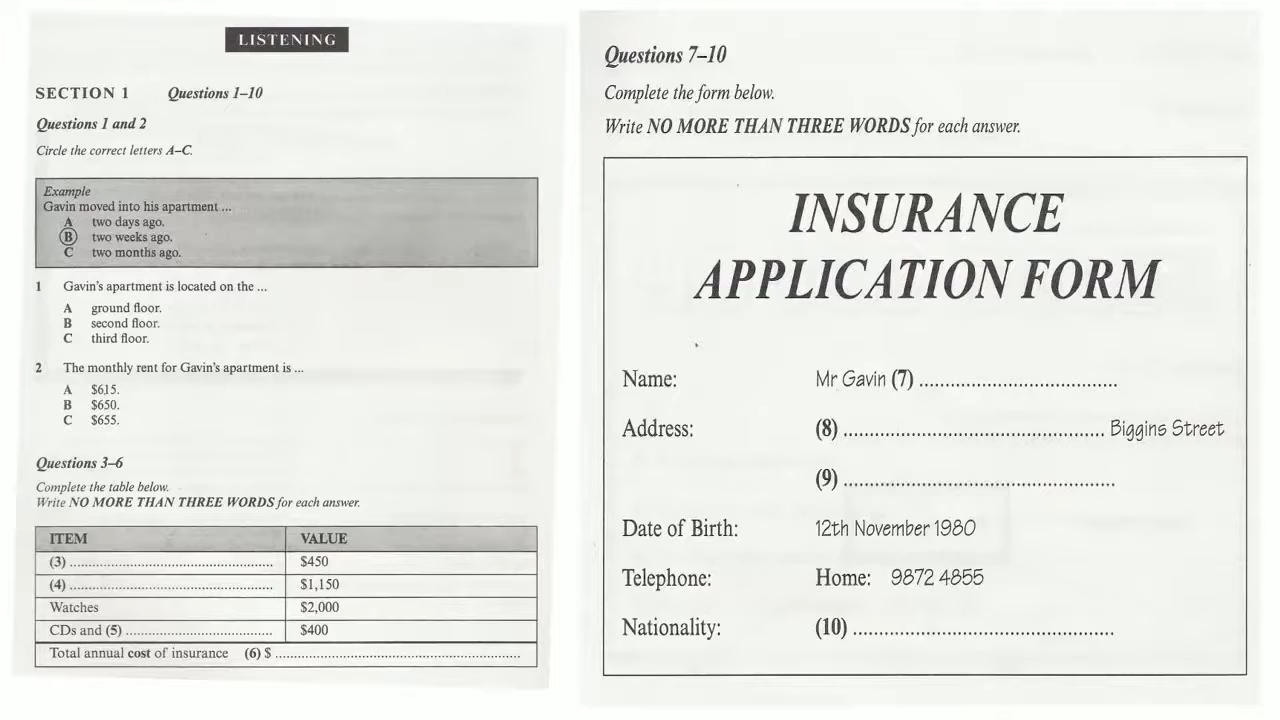 LISTENING
SECTION 1 Questions 1–10
Questions 1 and 2
Circle the correct letters A–C.
Example
Gavin moved into his apartment ...
A two days ago.
B two weeks ago.
C two months ago.
1 Gavin's apartment is located on the ...
A ground floor.
B second floor.
C third floor.
2 The monthly rent for Gavin's apartment is ...
A $615.
B $650.
C $655.
Questions 3–6
Complete the table below.
Write NO MORE THAN THREE WORDS for each answer.
ITEM VALUE
(3) .................................................... $450
(4) .................................................... $1,150
Watches $2,000
CDs and (5) ...................................... $400
Total annual cost of insurance (6) $ ................................................................
Questions 7–10
Complete the form below.
Write NO MORE THAN THREE WORDS for each answer.
INSURANCE
APPLICATION FORM
Name: Mr Gavin (7) ....................................
Address: (8) ............................................... Biggins Street
(9) .................................................
Date of Birth: 12th November 1980
Telephone: Home: 9872 4855
Nationality: (10) ...............................................